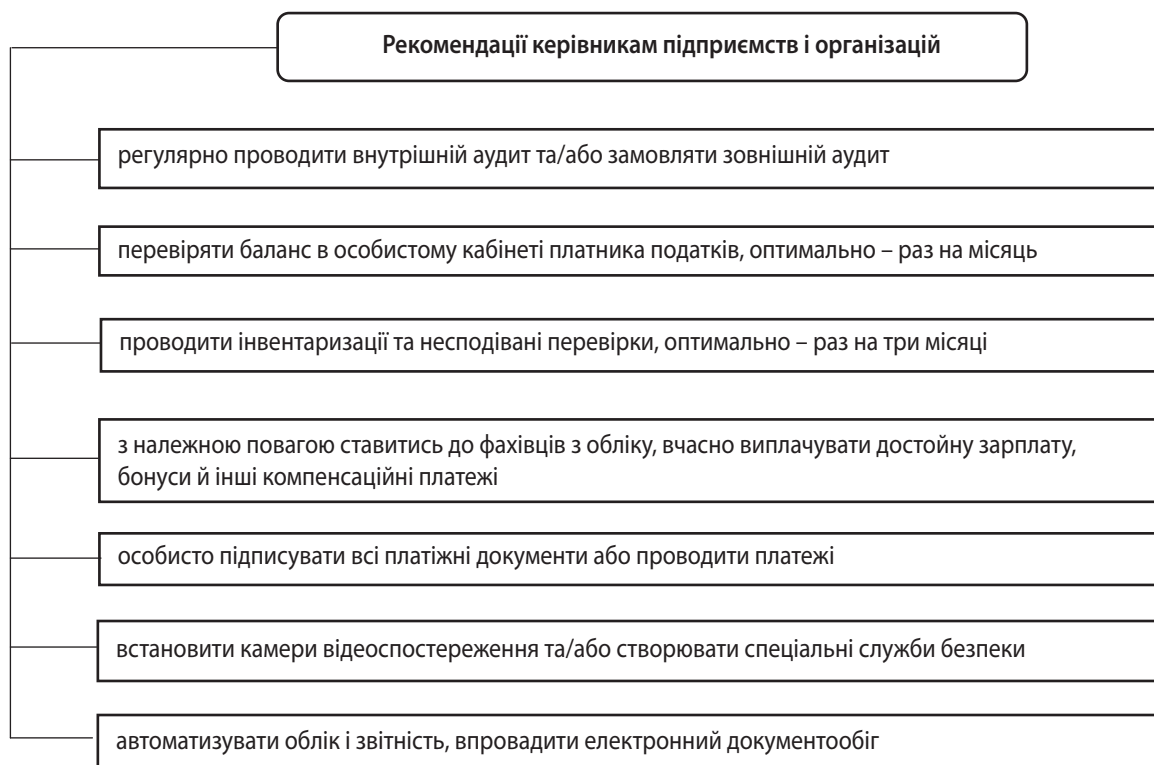 Рекомендації керівникам підприємств і організацій
регулярно проводити внутрішній аудит та/або замовляти зовнішній аудит
перевіряти баланс в особистому кабінеті платника податків, оптимально – раз на місяць
проводити інвентаризації та несподівані перевірки, оптимально – раз на три місяці
з належною повагою ставитись до фахівців з обліку, вчасно виплачувати достойну зарплату,
бонуси й інші компенсаційні платежі
особисто підписувати всі платіжні документи або проводити платежі
встановити камери відеоспостереження та/або створювати спеціальні служби безпеки
автоматизувати облік і звітність, впровадити електронний документообіг